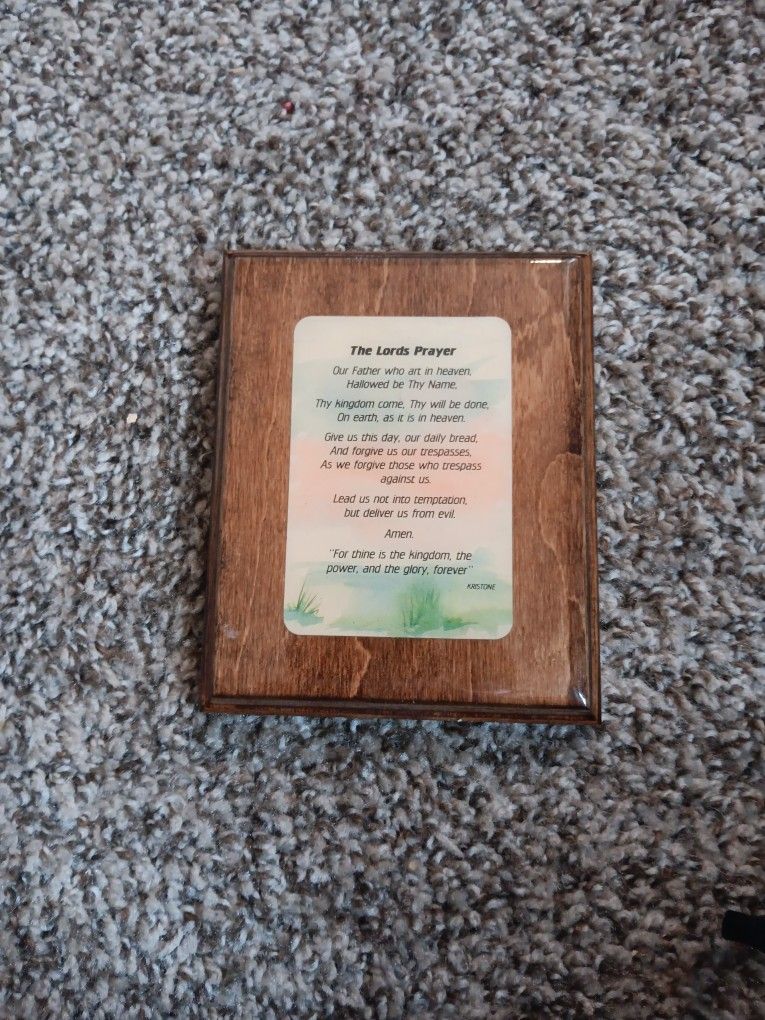 The Lords Prayer
Our Father who art in heaven,
Hallowed be Thy Name,
Thy kingdom come, Thy will be done,
On earth, as it is in heaven.
Give us this day, our daily bread,
And forgive us our trespasses,
As we forgive those who trespass
against us.
Lead us not into temptation,
but deliver us from evil.
Amen.
"For thine is the kingdom, the
power, and the glory, forever"
KRISTONE